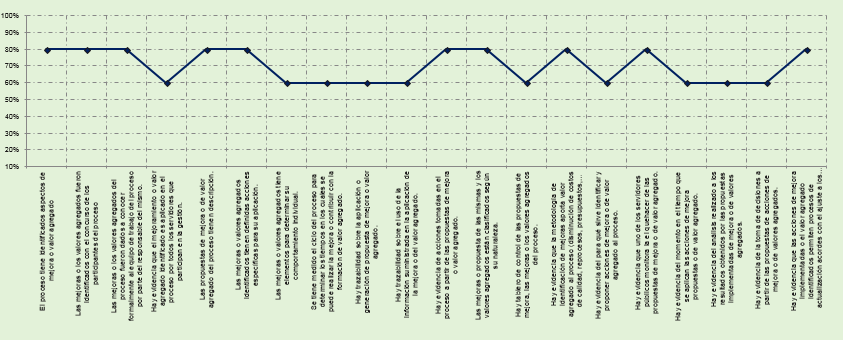 100%
90%
80%
70%
60%
50%
40%
30%
20%
10%
El proceso tiene identificados aspectos de
mejora o valor agregado
Las mejoras o los valores agregados fueron
identificados con el concurso de los
participantes del proceso
Las mejoras o valores agregados del
proceso fueron dados a conocer
formalmente al equipo de trabajo del proceso
por parte del responsable del mismo.
Hay evidencia que el mejoramiento o valor
agregado identificado es aplicado en el
proceso por todos los servidores que
participan en la gestión.
Las propuestas de mejora o de valor
agregado del proceso tienen descripción.
Las mejoras o valores agregados
identificados tienen definidas acciones
específicas para su aplicación.
Las mejoras o valores agregados tiene
elementos para determinar su
comportamiento individual.
Se tiene medido el ciclo del proceso para
determinar los tiempos en los cuales se
puede realizar la mejora o contribuir con la
formación de valor agregado.
Hay trazabilidad sobre la aplicación o
generación de propuesta de mejora o valor
agregado.
Hay trazabilidad sobre el uso de la
información suministrada en la aplicación de
la mejora o del valor agregado.
Hay evidencia de las acciones tomadas en el
proceso a partir de las propuestas de mejora
o valor agregado.
Las mejoras o propuesta de las mismas y los
valores agregados están clasificados según
su naturaleza.
Hay tablero de control de las propuestas de
mejora, las mejoras o los valores agregados
del proceso.
Hay evidencia que la metodología de
identificación de mejoras aporta valor
agregado al proceso (disminución de costos
de calidad, reprocesos, presupuestos,...
Hay evidencia del para qué sirve identificar y
proponer acciones de mejora o de valor
agregado al proceso.
Hay evidencia que uno de los servidores
públicos monitorea el quehacer de las
propuestas de mejora o de valor agregado.
Hay evidencia del momento en el tiempo que
se aplican las acciones de mejora
propuestas o de valor agregado.
Hay evidencia del análisis realizado a los
resultados obtenidos por las propuestas
implementadas de mejora o de valores
agregados.
Hay evidencia de la toma de decisiones a
partir de las propuestas de acciones de
mejora o de valores agregados.
Hay evidencia que las acciones de mejora
implementadas o el valor agregado
identificado permiten procesos de
actualización acordes con el ajuste a los...